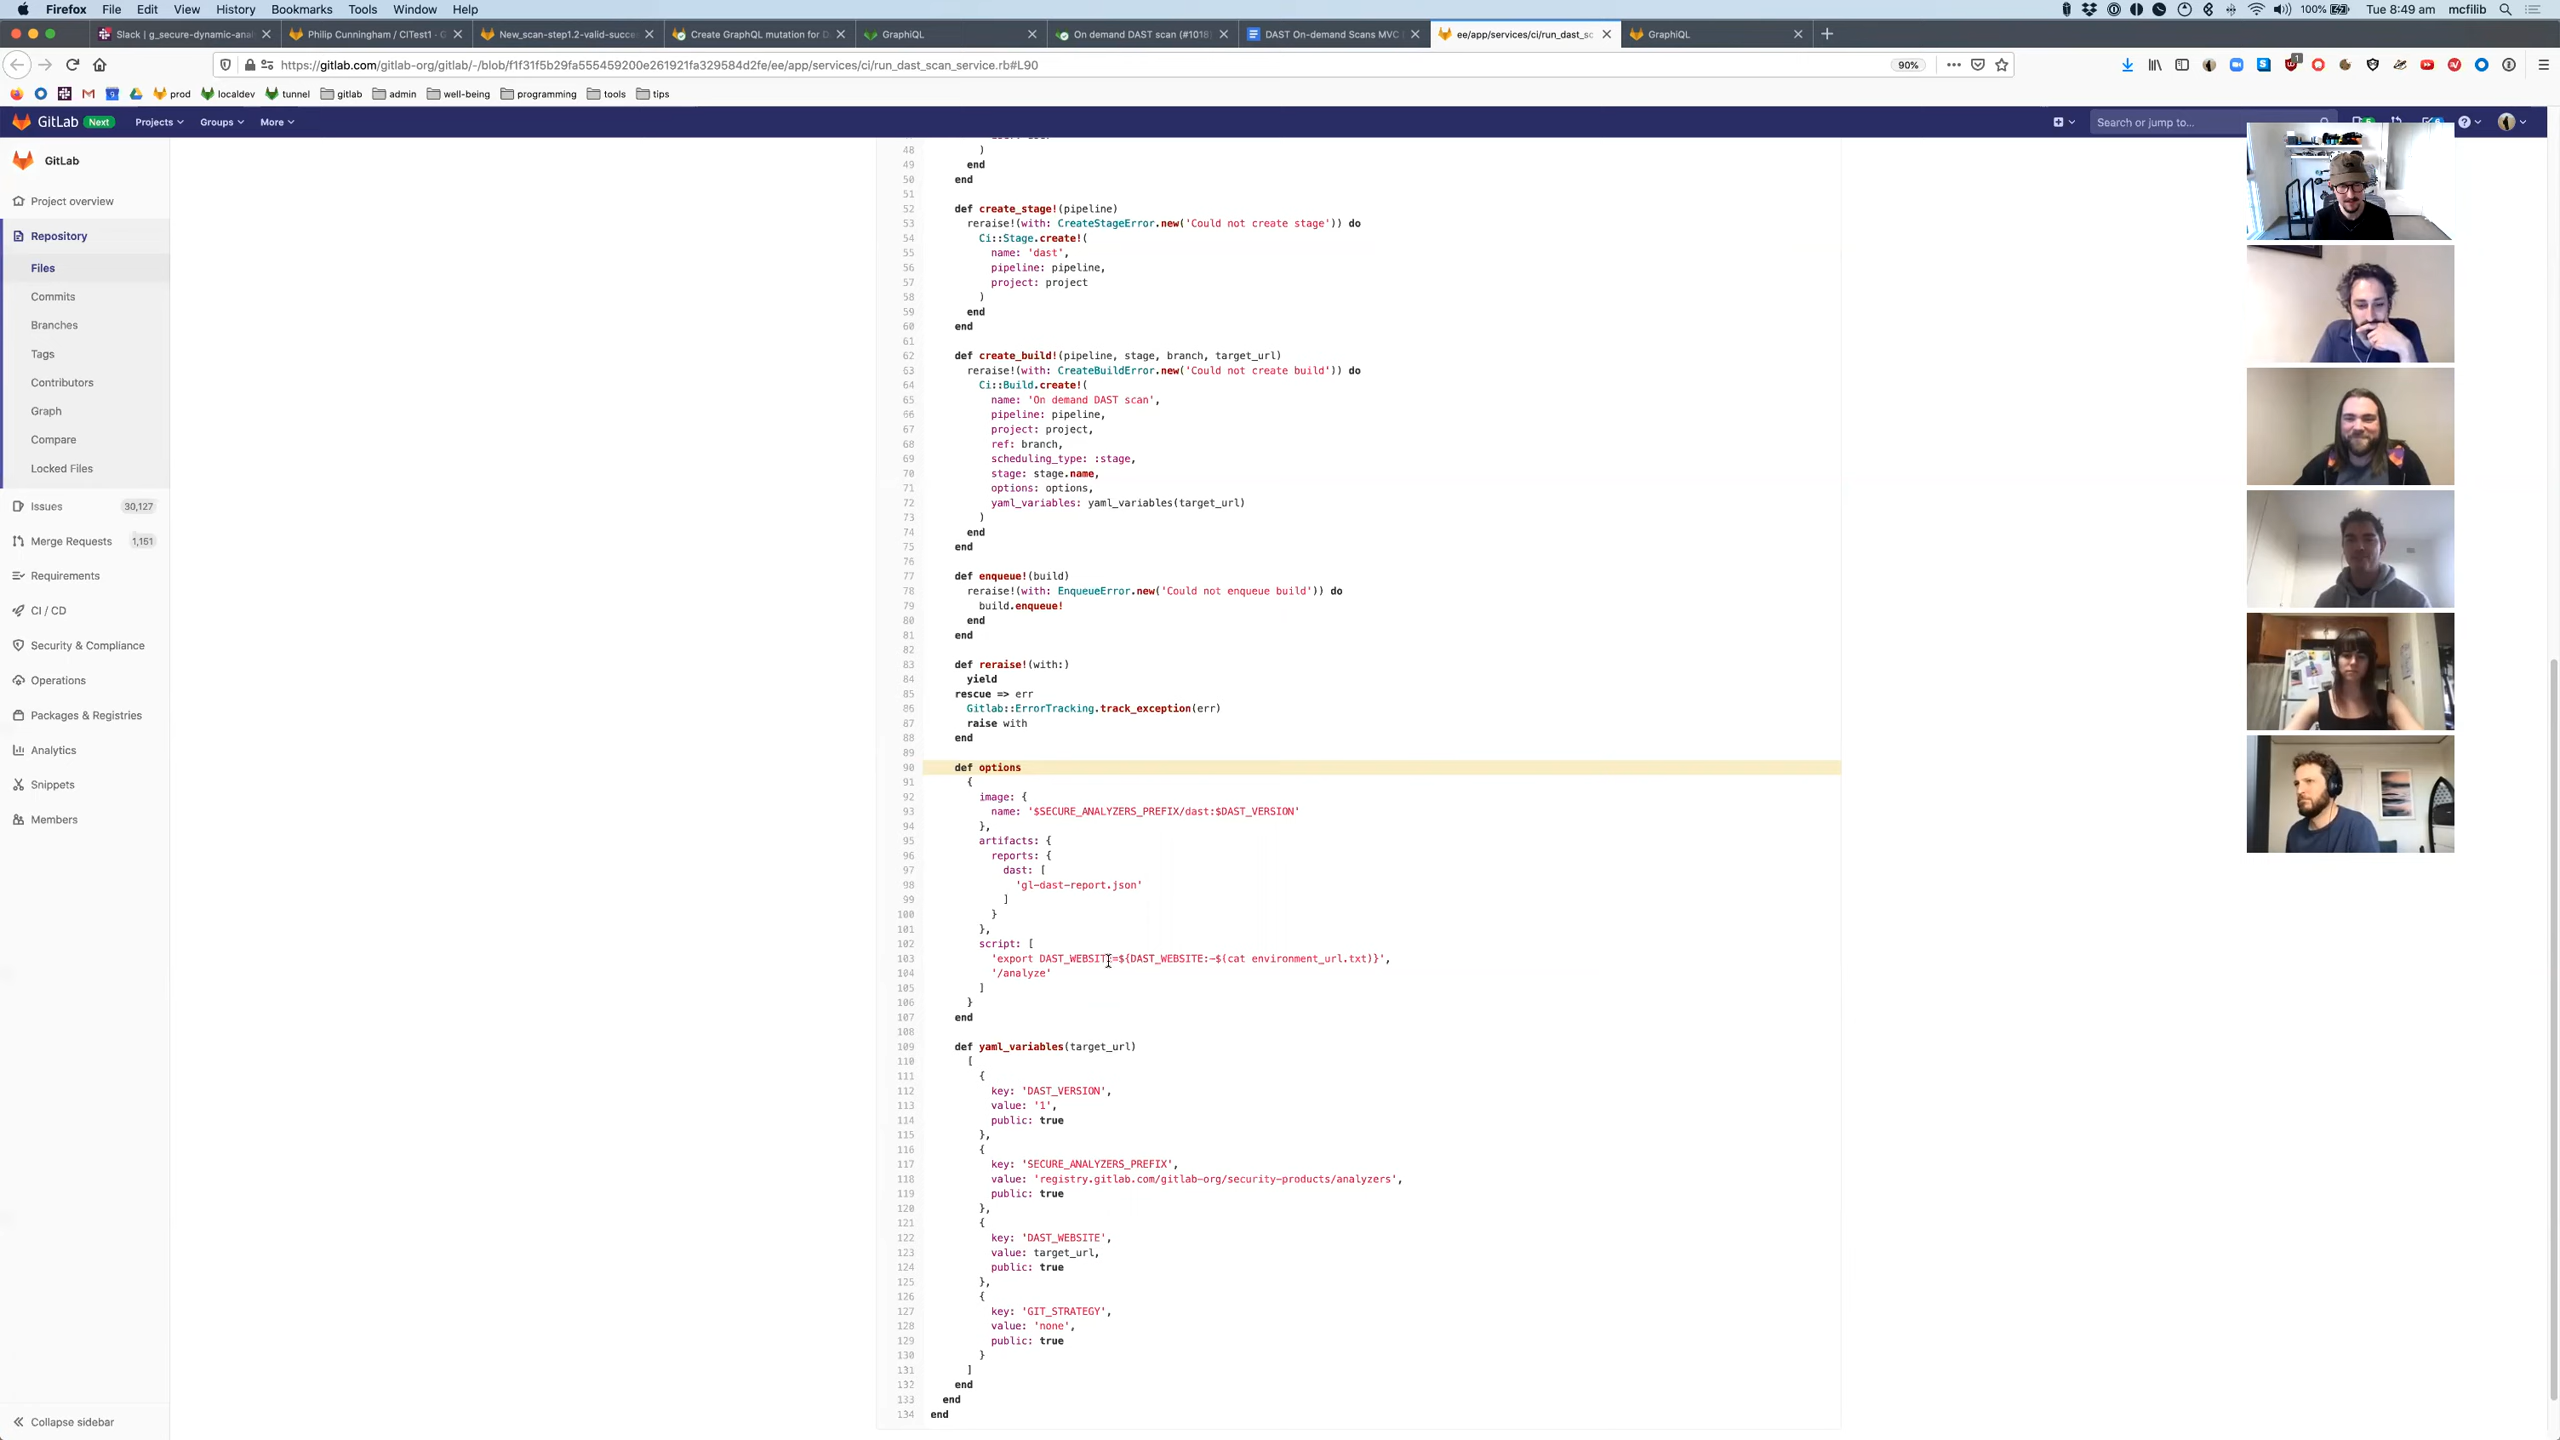 Firefox File Edit View History Bookmarks Tools Window Help 100% Tue 8:49 am mcfilib
Slack | g_secure-dynamic-anal
Philip Cunningham / CITest1 - G
New_scan-step1.2-valid-succe
Create GraphQL mutation for D
GraphiQL
On demand DAST scan (#1018
DAST On-demand Scans MVC
ee/app/services/ci/run_dast_sc
GraphiQL
https://gitlab.com/gitlab-org/gitlab/-/blob/f1f31f5b29fa555459200e261921fa329584d2fe/ee/app/services/ci/run_dast_scan_service.rb#L90 90%
prod localdev tunnel gitlab admin well-being programming tools tips
GitLab Next Projects Groups More Search or jump to...
GitLab
Project overview
Repository
Files
Commits
Branches
Tags
Contributors
Graph
Compare
Locked Files
Issues 30,127
Merge Requests 1,151
Requirements
CI / CD
Security & Compliance
Operations
Packages & Registries
Analytics
Snippets
Members
Collapse sidebar
48 )
49 end
50 end
51
52 def create_stage!(pipeline)
53 reraise!(with: CreateStageError.new('Could not create stage')) do
54 Ci::Stage.create!(
55 name: 'dast',
56 pipeline: pipeline,
57 project: project
58 )
59 end
60 end
61
62 def create_build!(pipeline, stage, branch, target_url)
63 reraise!(with: CreateBuildError.new('Could not create build')) do
64 Ci::Build.create!(
65 name: 'On demand DAST scan',
66 pipeline: pipeline,
67 project: project,
68 ref: branch,
69 scheduling_type: :stage,
70 stage: stage.name,
71 options: options,
72 yaml_variables: yaml_variables(target_url)
73 )
74 end
75 end
76
77 def enqueue!(build)
78 reraise!(with: EnqueueError.new('Could not enqueue build')) do
79 build.enqueue!
80 end
81 end
82
83 def reraise!(with:)
84 yield
85 rescue => err
86 Gitlab::ErrorTracking.track_exception(err)
87 raise with
88 end
89
90 def options
91 {
92 image: {
93 name: '$SECURE_ANALYZERS_PREFIX/dast:$DAST_VERSION'
94 },
95 artifacts: {
96 reports: {
97 dast: [
98 'gl-dast-report.json'
99 ]
100 }
101 },
102 script: [
103 'export DAST_WEBSITE=${DAST_WEBSITE:-$(cat environment_url.txt)}',
104 '/analyze'
105 ]
106 }
107 end
108
109 def yaml_variables(target_url)
110 [
111 {
112 key: 'DAST_VERSION',
113 value: '1',
114 public: true
115 },
116 {
117 key: 'SECURE_ANALYZERS_PREFIX',
118 value: 'registry.gitlab.com/gitlab-org/security-products/analyzers',
119 public: true
120 },
121 {
122 key: 'DAST_WEBSITE',
123 value: target_url,
124 public: true
125 },
126 {
127 key: 'GIT_STRATEGY',
128 value: 'none',
129 public: true
130 }
131 ]
132 end
133 end
134 end